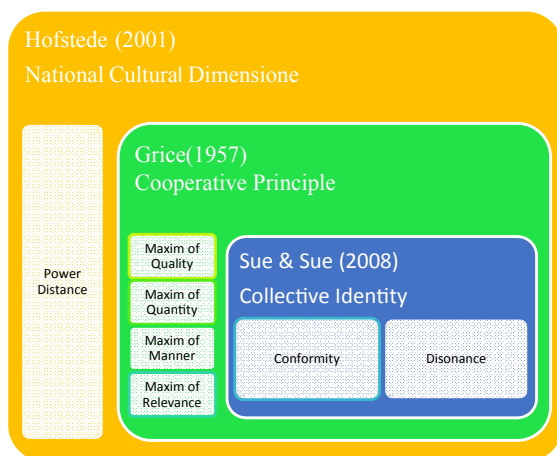 Hofstede (2001)
National Cultural Dimensione
Power
Distance
Grice(1957)
Cooperative Principle
Maxim of
Quality
Maxim of
Quantity
Maxim of
Manner
Maxim of
Relevance
Sue & Sue (2008)
Collective Identity
Conformity
Disonance